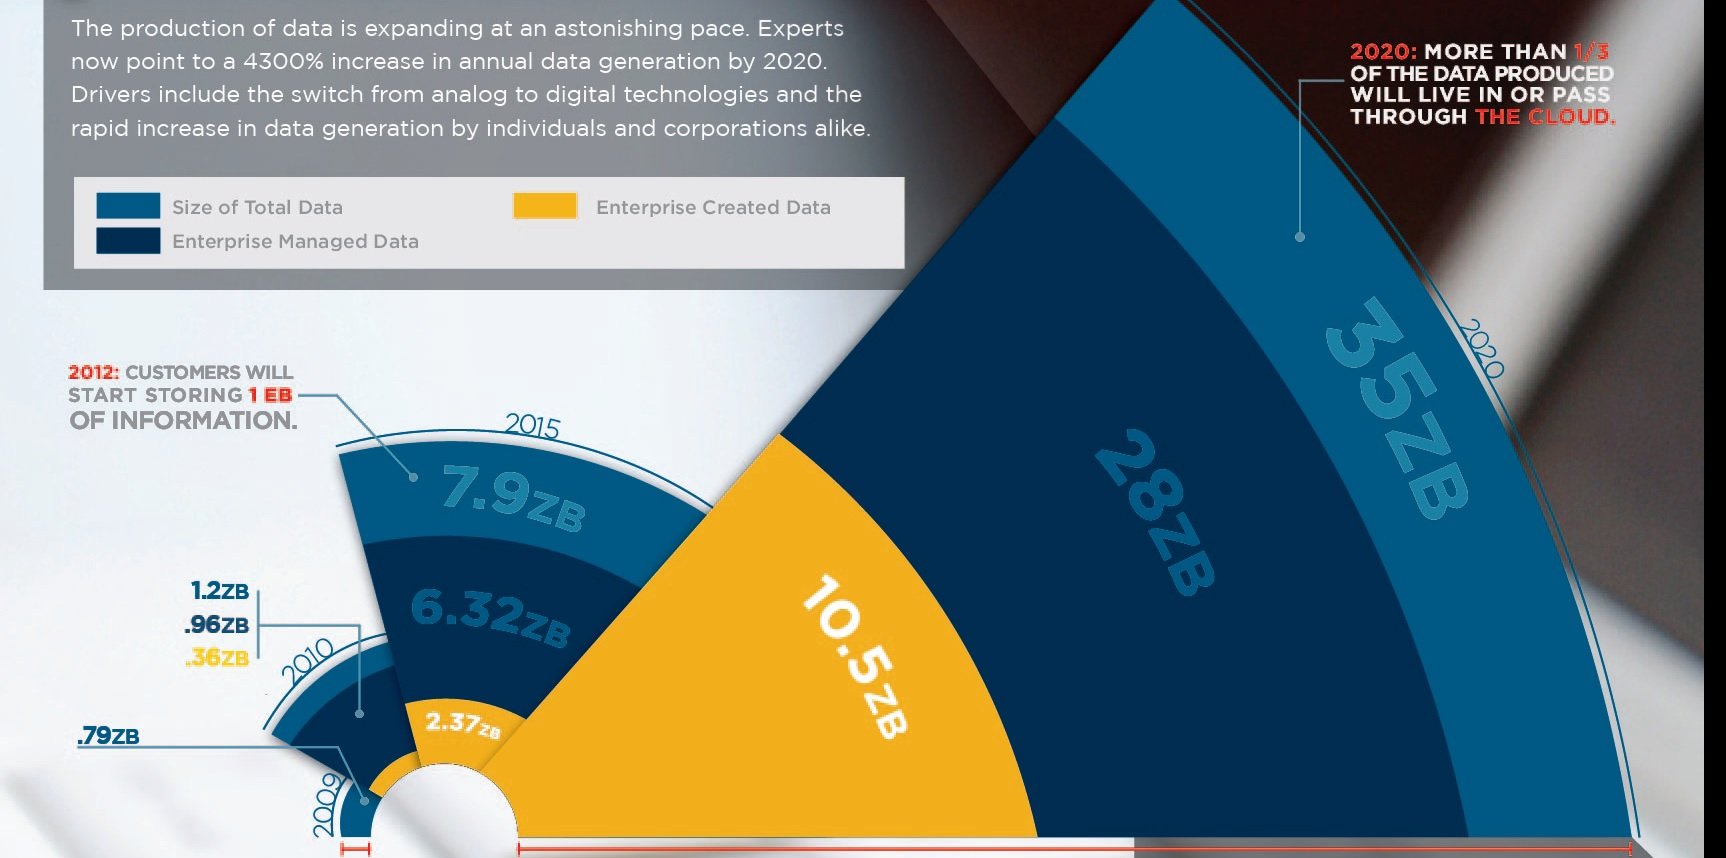 The production of data is expanding at an astonishing pace. Experts
now point to a 4300% increase in annual data generation by 2020.
Drivers include the switch from analog to digital technologies and the
rapid increase in data generation by individuals and corporations alike.
Size of Total Data
Enterprise Created Data
Enterprise Managed Data
2020: MORE THAN 1/3
OF THE DATA PRODUCED
WILL LIVE IN OR PASS
THROUGH THE CLOUD.
2012: CUSTOMERS WILL
START STORING 1 EB
OF INFORMATION.
2015
7.9ZB
6.32ZB
2.37ZB
2020
35ZB
28ZB
10.5ZB
1.2ZB
.96ZB
.36ZB
2010
.79ZB
2009